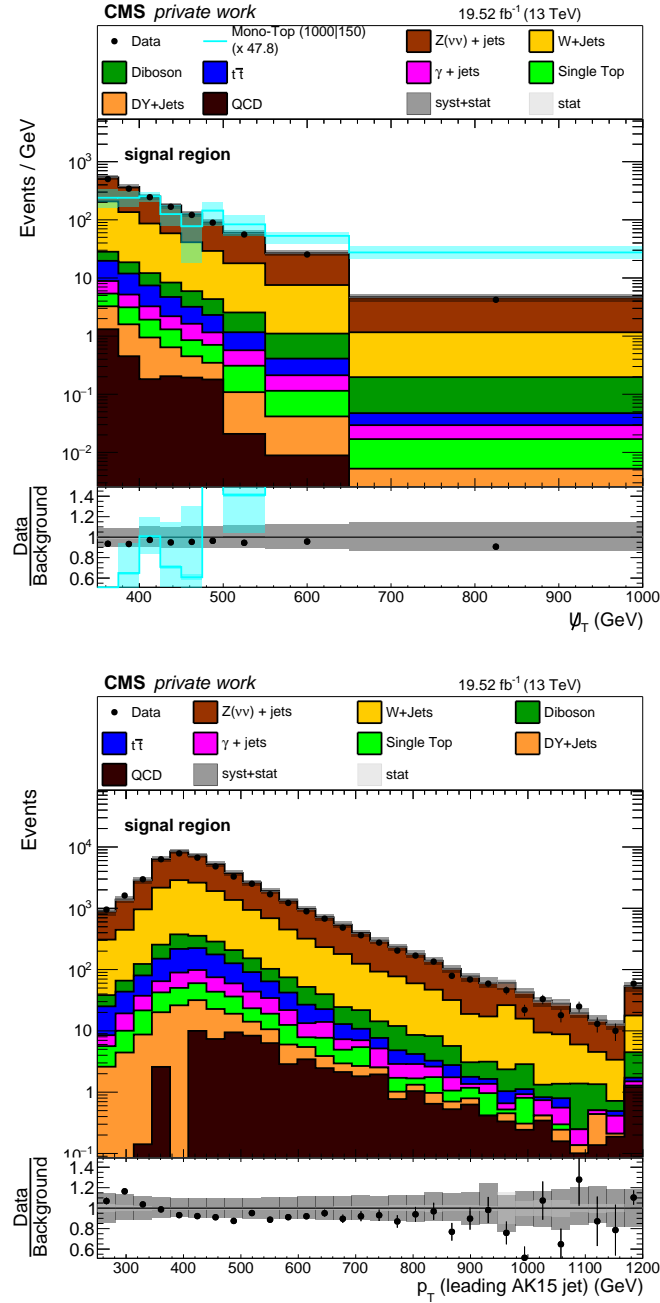 CMS private work 19.52 fb⁻¹ (13 TeV)
Data Mono-Top (1000|150) (x 47.8) Z(νν) + jets W+Jets
Diboson tt̅ γ + jets Single Top
DY+Jets QCD syst+stat stat
signal region
Events / GeV
10³
10²
10
1
10⁻¹
10⁻²
Data
Background
1.4
1.2
1
0.8
0.6
400 500 600 700 800 900 1000
(GeV)
CMS private work 19.52 fb⁻¹ (13 TeV)
Data Z(νν) + jets W+Jets Diboson
tt̅ γ + jets Single Top DY+Jets
QCD syst+stat stat
signal region
Events
10⁴
10³
10²
10
1
10⁻¹
Data
Background
1.4
1.2
1
0.8
0.6
300 400 500 600 700 800 900 1000 1100 1200
p_T (leading AK15 jet) (GeV)